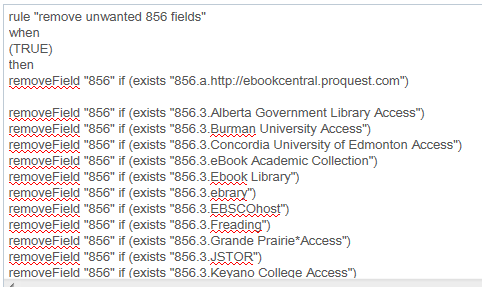 rule "remove unwanted 856 fields"
when
(TRUE)
then
removeField "856" if (exists "856.a.http://ebookcentral.proquest.com")
removeField "856" if (exists "856.3.Alberta Government Library Access")
removeField "856" if (exists "856.3.Burman University Access")
removeField "856" if (exists "856.3.Concordia University of Edmonton Access")
removeField "856" if (exists "856.3.eBook Academic Collection")
removeField "856" if (exists "856.3.Ebook Library")
removeField "856" if (exists "856.3.ebrary")
removeField "856" if (exists "856.3.EBSCOhost")
removeField "856" if (exists "856.3.Freading")
removeField "856" if (exists "856.3.Grande Prairie*Access")
removeField "856" if (exists "856.3.JSTOR")
removeField "856" if (exists "856.3.Keyano College Access")